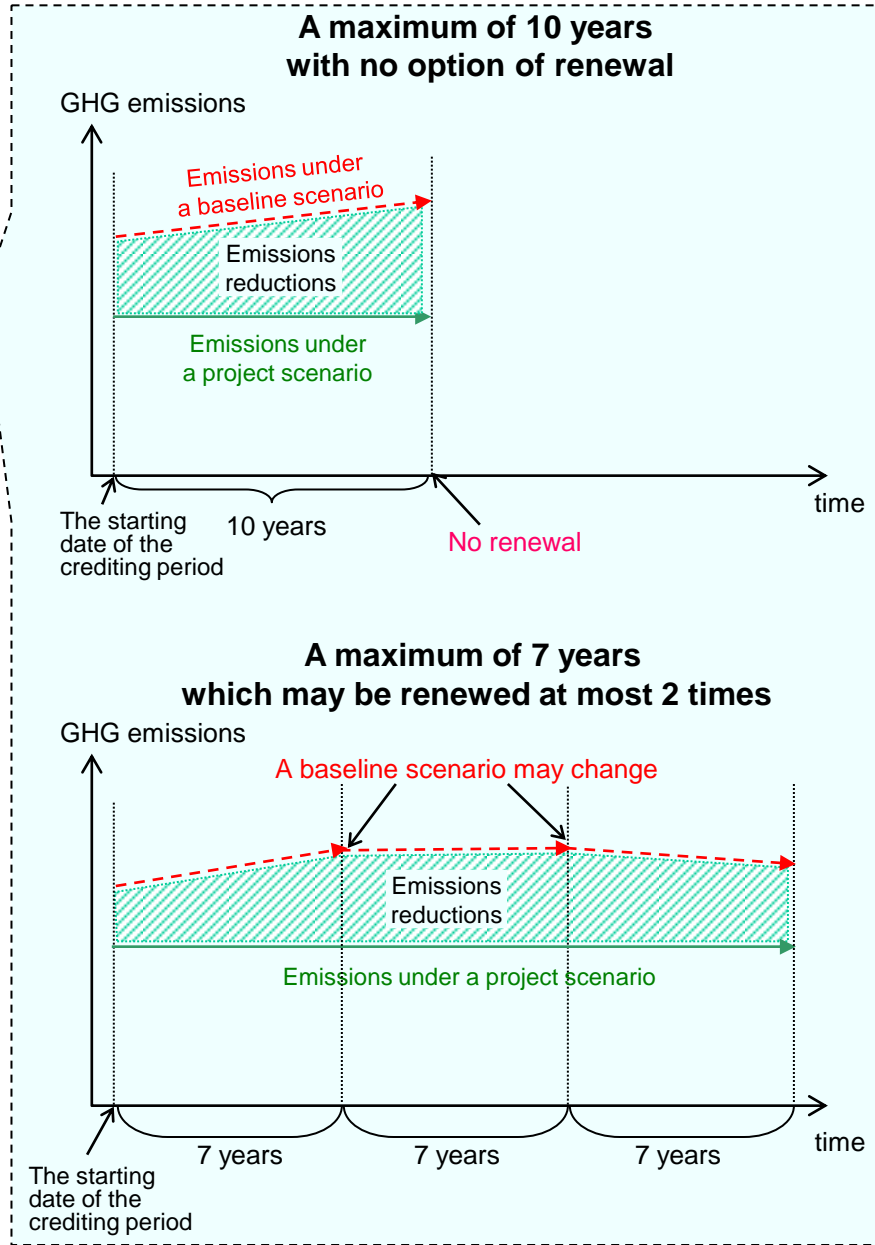 A maximum of 10 years
with no option of renewal
GHG emissions
Emissions under
a baseline scenario
Emissions
reductions
Emissions under
a project scenario
time
The starting
date of the
crediting period
10 years
No renewal
A maximum of 7 years
which may be renewed at most 2 times
GHG emissions
A baseline scenario may change
Emissions
reductions
Emissions under a project scenario
time
7 years
7 years
7 years
The starting
date of the
crediting period